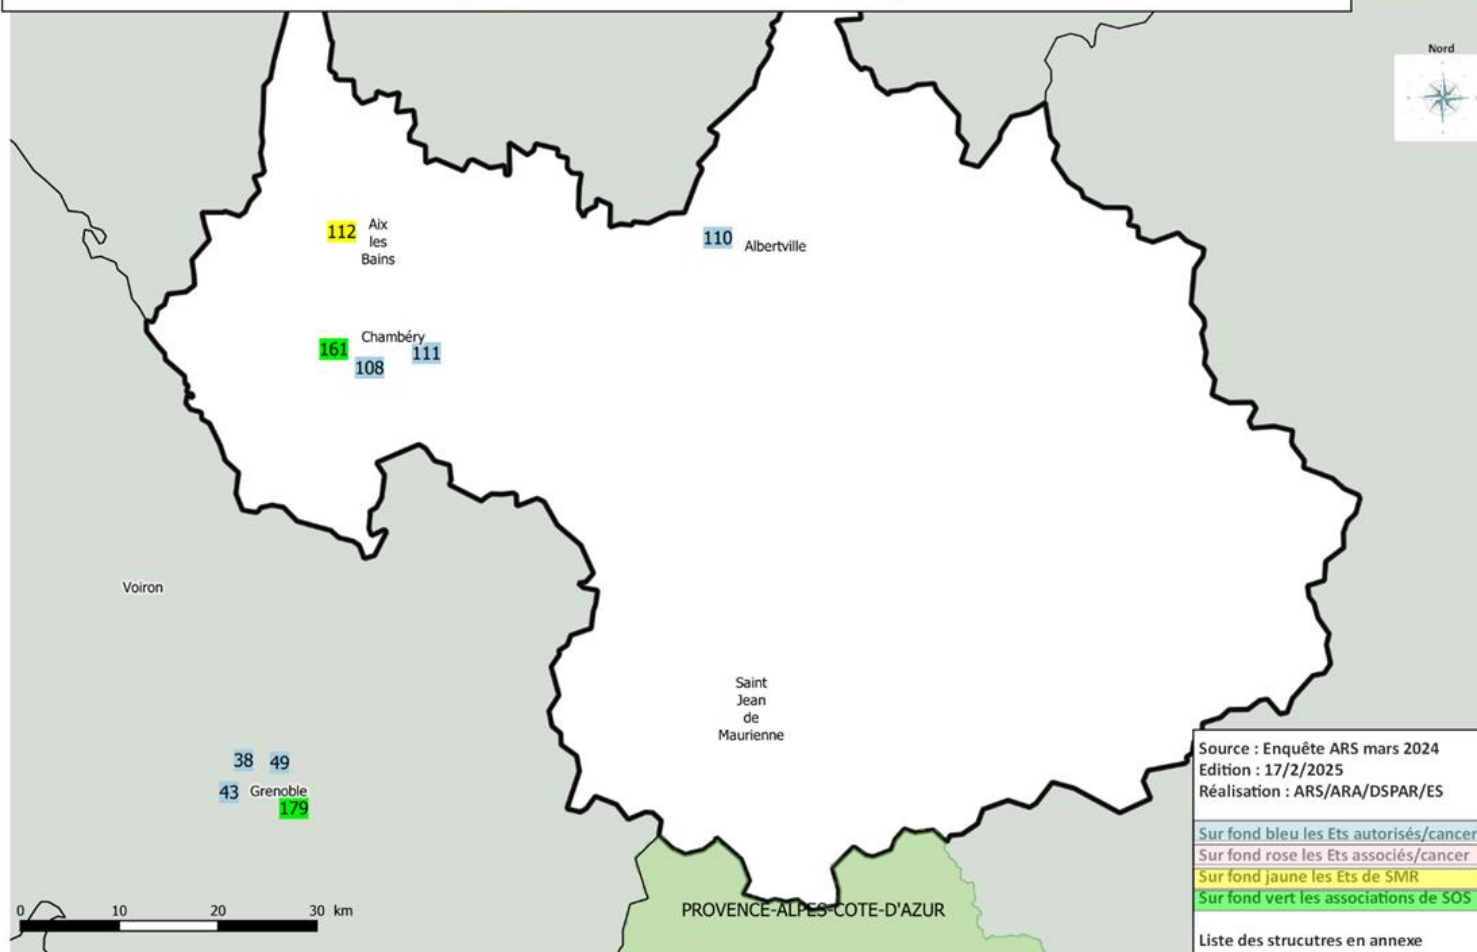 Nord
112
Aix
les
Bains
110
Albertville
Chambéry
161
108
111
Voiron
Saint
Jean
de
Maurienne
38
49
43
Grenoble
179
PROVENCE-ALPES-COTE-D'AZUR
0 10 20 30 km
Source : Enquête ARS mars 2024
Edition : 17/2/2025
Réalisation : ARS/ARA/DSPAR/ES
Sur fond bleu les Ets autorisés/cancer
Sur fond rose les Ets associés/cancer
Sur fond jaune les Ets de SMR
Sur fond vert les associations de SOS
Liste des strucutres en annexe